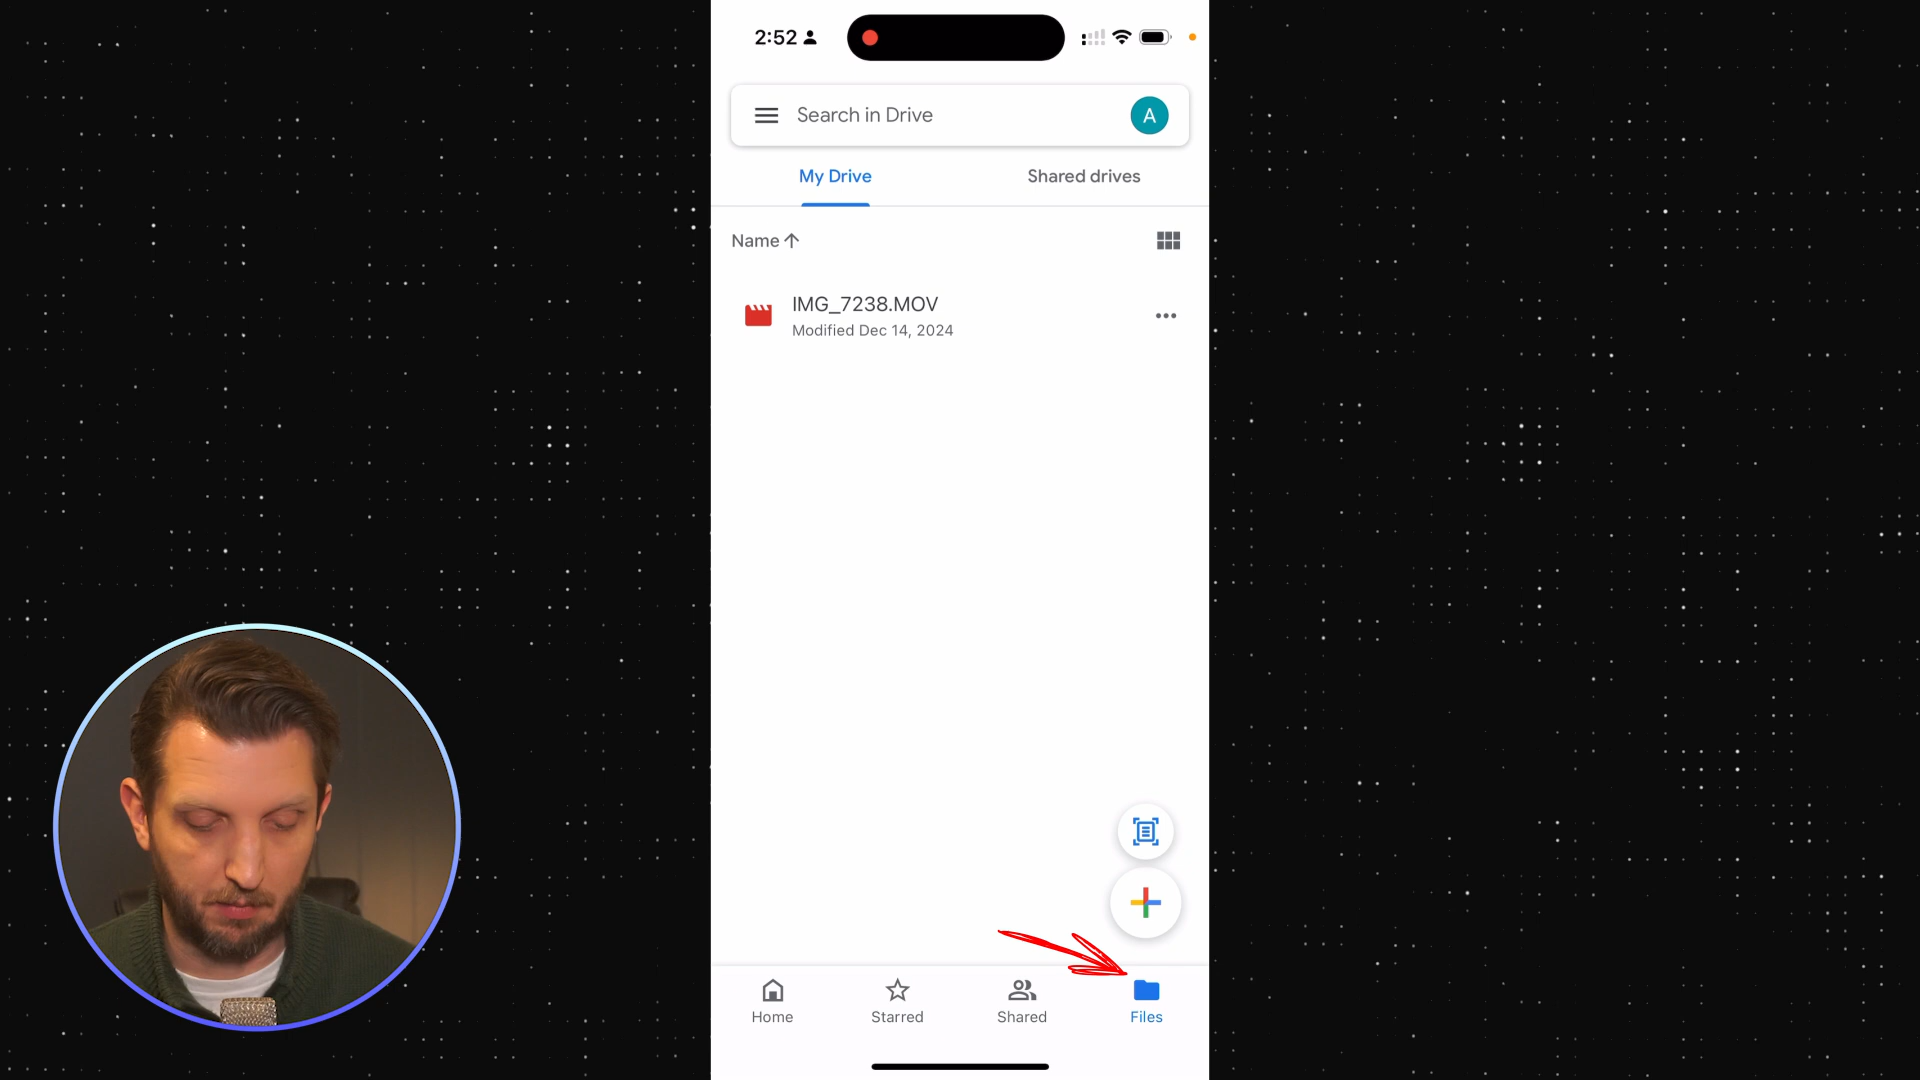 2:52
Search in Drive
A
My Drive
Shared drives
Name
IMG_7238.MOV
Modified Dec 14, 2024
Home
Starred
Shared
Files